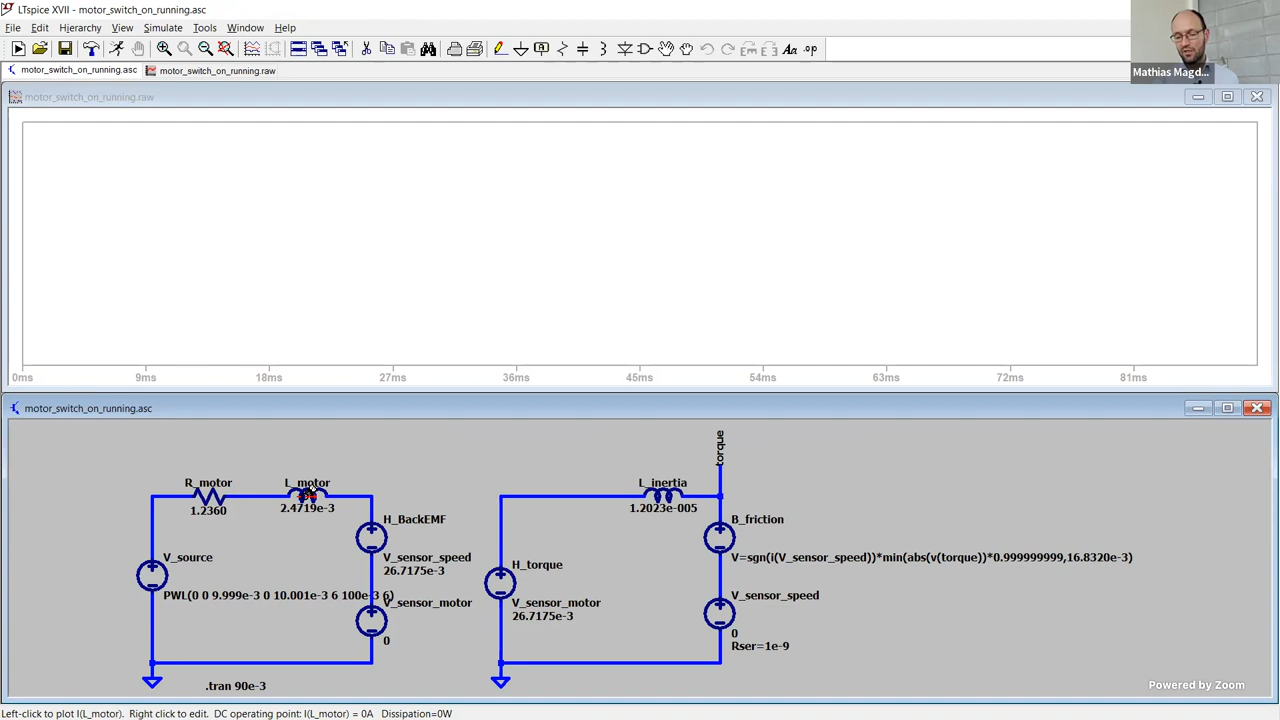 LTspice XVII - motor_switch_on_running.asc
File Edit Hierarchy View Simulate Tools Window Help
motor_switch_on_running.asc motor_switch_on_running.raw
Mathias Magd...
motor_switch_on_running.raw
0ms 9ms 18ms 27ms 36ms 45ms 54ms 63ms 72ms 81ms
motor_switch_on_running.asc
torque
R_motor L_motor L_inertia
1.2360 2.4719e-3 1.2023e-005
H_BackEMF B_friction
V_source V_sensor_speed H_torque V=sgn(i(V_sensor_speed))*min(abs(v(torque))*0.999999999,16.8320e-3)
26.7175e-3
PWL(0 0 9.999e-3 0 10.001e-3 6 100e-3 6) V_sensor_speed
V_sensor_motor V_sensor_motor
26.7175e-3
0 0
Rser=1e-9
.tran 90e-3
Powered by Zoom
Left-click to plot I(L_motor). Right click to edit. DC operating point: I(L_motor) = 0A Dissipation=0W